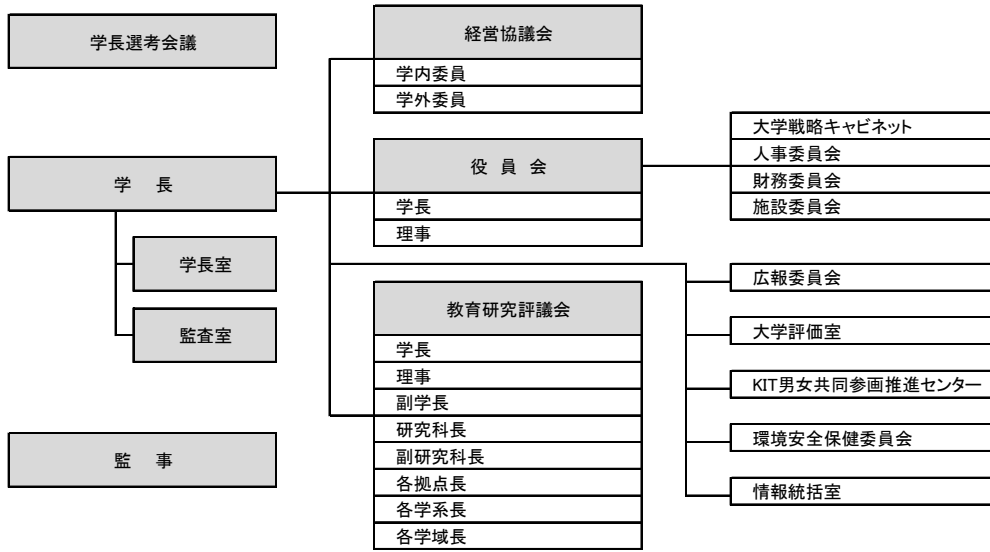 学長選考会議
学 長
学長室
監査室
監 事
経営協議会
学内委員
学外委員
役 員 会
学長
理事
教育研究評議会
学長
理事
副学長
研究科長
副研究科長
各拠点長
各学系長
各学域長
大学戦略キャビネット
人事委員会
財務委員会
施設委員会
広報委員会
大学評価室
KIT男女共同参画推進センター
環境安全保健委員会
情報統括室